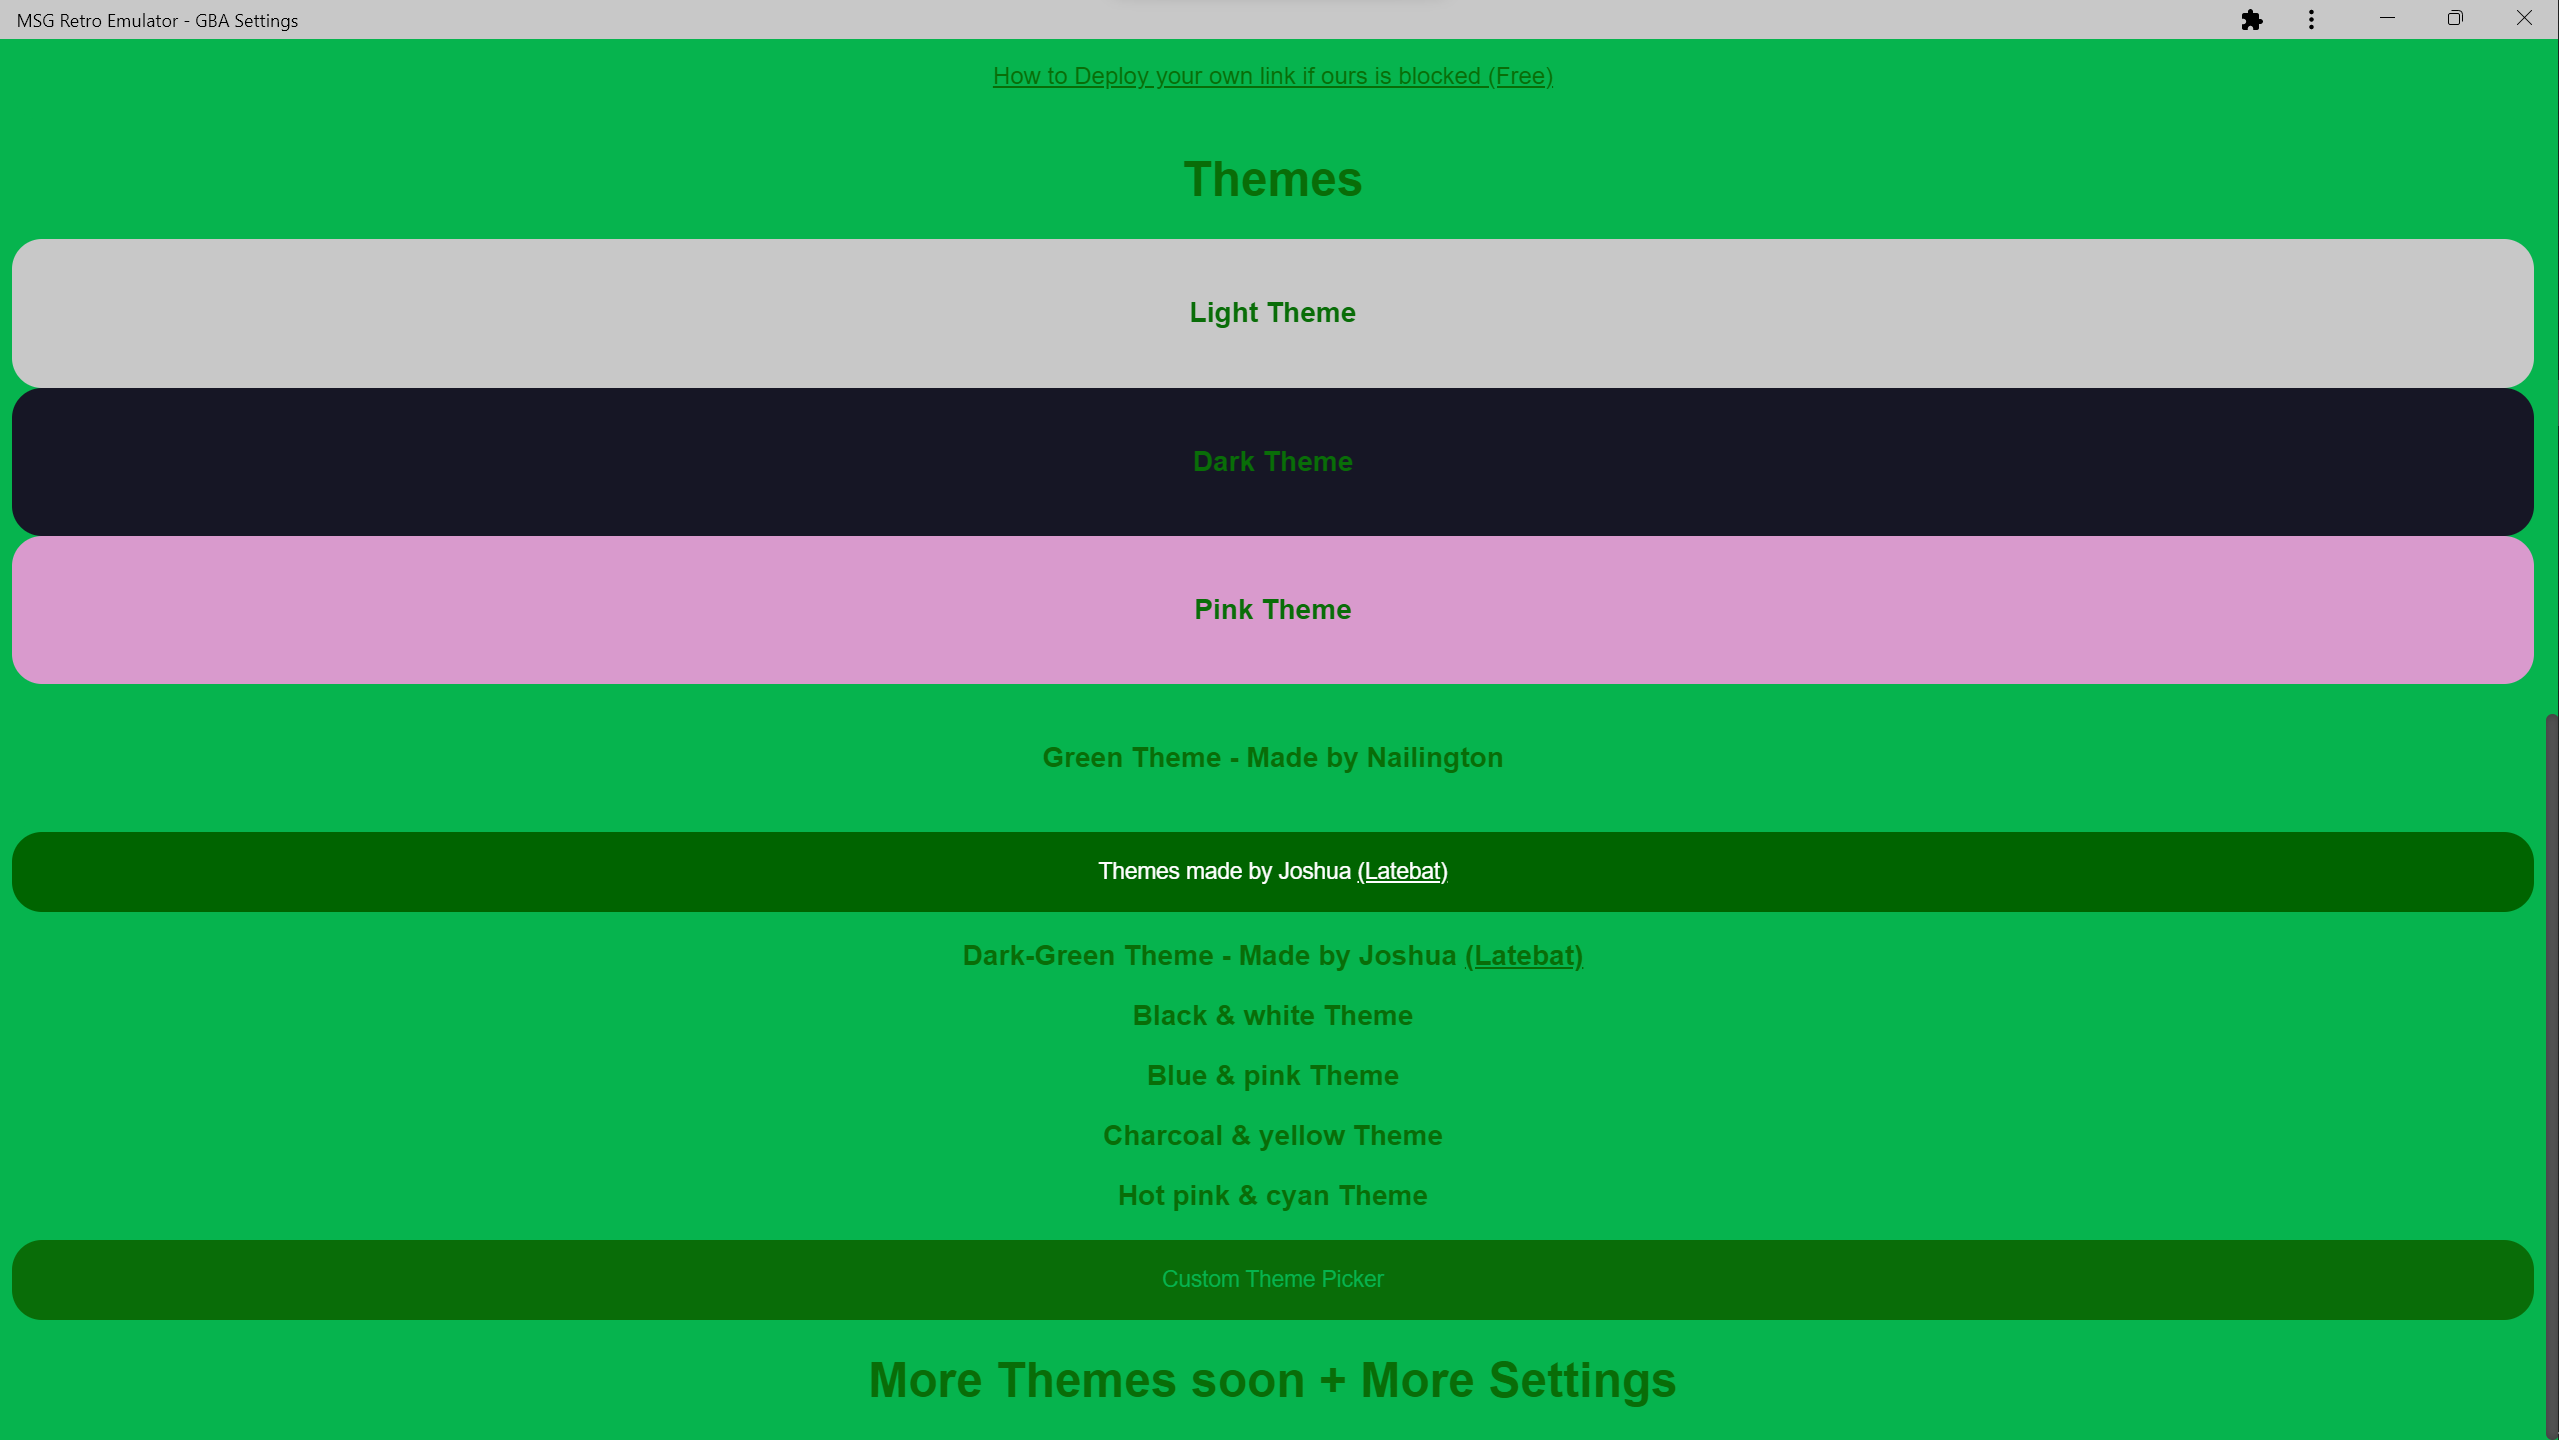 MSG Retro Emulator - GBA Settings
How to Deploy your own link if ours is blocked (Free)
Themes
Light Theme
Dark Theme
Pink Theme
Green Theme - Made by Nailington
Themes made by Joshua (Latebat)
Dark-Green Theme - Made by Joshua (Latebat)
Black & white Theme
Blue & pink Theme
Charcoal & yellow Theme
Hot pink & cyan Theme
Custom Theme Picker
More Themes soon + More Settings